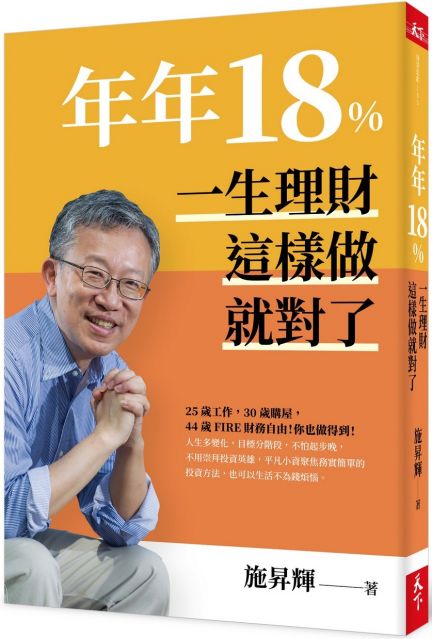 年年18%
一生理財
這樣做
就對了
25歲工作，30歲購屋，
44歲FIRE財務自由！你也做得到！
人生多變化，目標分階段，不怕起步晚，
不用崇拜投資英雄，平凡小資聚焦務實簡單的
投資方法，也可以生活不為錢煩惱。
施昇輝 著
天下
年年18%
一生理財
這樣做就對了
施昇輝 著
天下